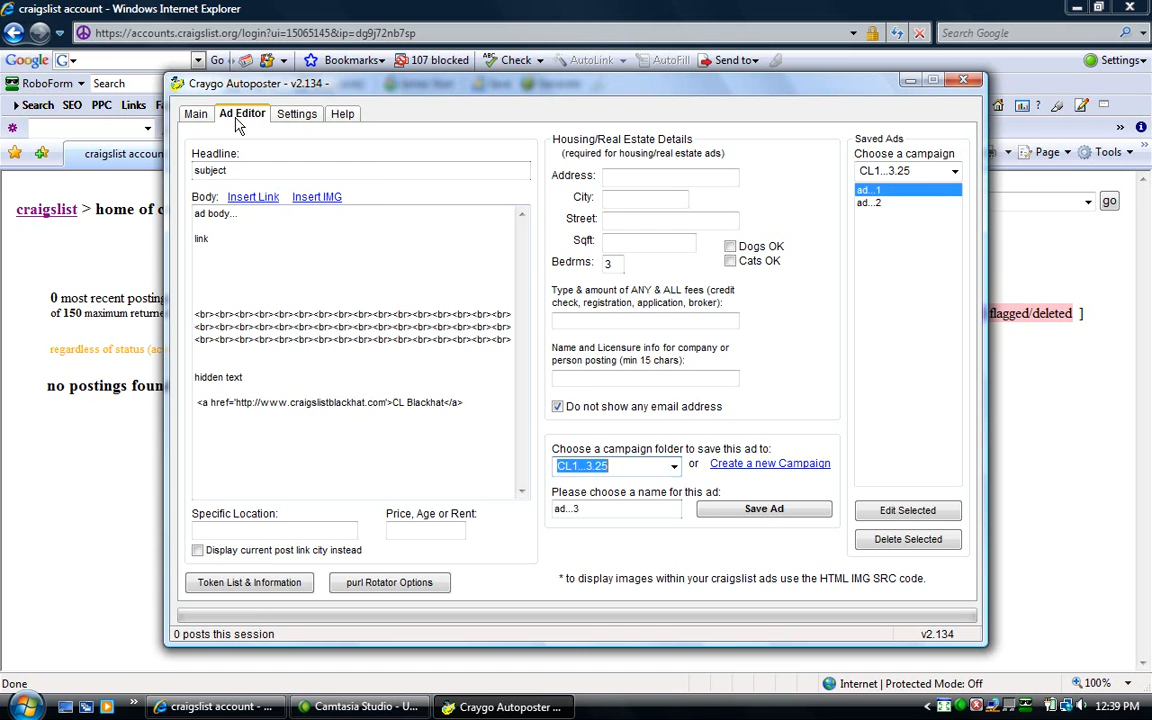 craigslist account - Windows Internet Explorer
https://accounts.craigslist.org/login?ui=15065145&ip=dg9j72nb7sp
Search Google
Google
Go
Bookmarks
107 blocked
Check
AutoLink
AutoFill
Send to
Settings
RoboForm
Search
Craygo Autoposter - v2.134 -
Search SEO PPC Links
Main
Ad Editor
Settings
Help
craigslist accoun
Page
Tools
craigslist > home of c
go
0 most recent posting
of 150 maximum returne
flagged/deleted ]
regardless of status (ac
no postings foun
Headline:
subject
Body: Insert Link Insert IMG
ad body...
link
<br><br><br><br><br><br><br><br><br><br><br><br><br><br><br>
<br><br><br><br><br><br><br><br><br><br><br><br><br><br><br>
<br><br><br><br><br><br><br><br><br><br><br><br><br><br><br>
hidden text
<a href='http://www.craigslistblackhat.com'>CL Blackhat</a>
Specific Location:
Price, Age or Rent:
Display current post link city instead
Token List & Information
purl Rotator Options
Housing/Real Estate Details
(required for housing/real estate ads)
Address:
City:
Street:
Sqft:
Dogs OK
Bedrms: 3
Cats OK
Type & amount of ANY & ALL fees (credit
check, registration, application, broker):
Name and Licensure info for company or
person posting (min 15 chars):
Do not show any email address
Choose a campaign folder to save this ad to:
CL1...3.25
or Create a new Campaign
Please choose a name for this ad:
ad...3
Save Ad
Saved Ads
Choose a campaign
CL1...3.25
ad...1
ad...2
Edit Selected
Delete Selected
* to display images within your craigslist ads use the HTML IMG SRC code.
0 posts this session
v2.134
Done
Internet | Protected Mode: Off
100%
craigslist account - ...
Camtasia Studio - U...
Craygo Autoposter ...
12:39 PM